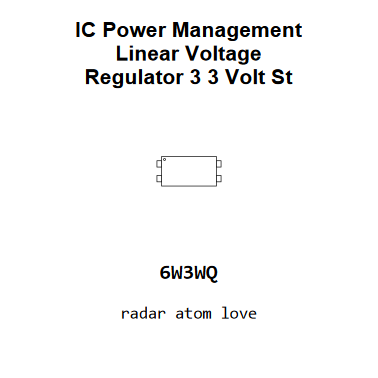 IC Power Management
Linear Voltage
Regulator 3 3 Volt St
6W3WQ
radar atom love